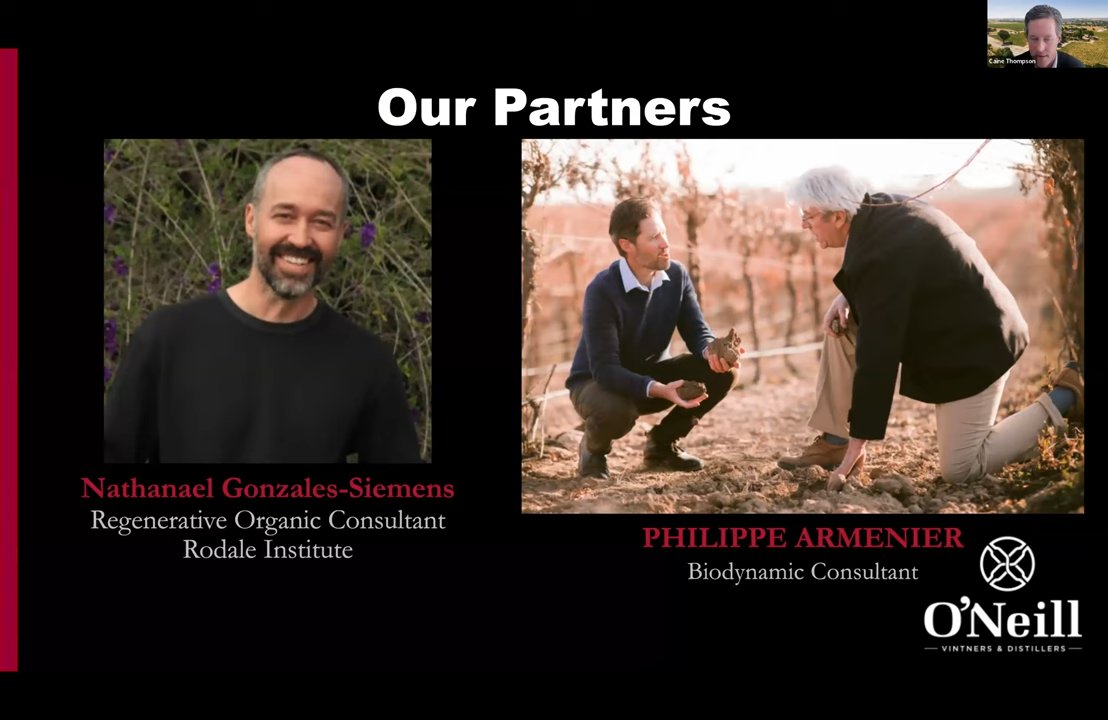 Caine Thompson
Our Partners
Nathanael Gonzales-Siemens
Regenerative Organic Consultant
Rodale Institute
PHILIPPE ARMENIER
Biodynamic Consultant
O'Neill
VINTNERS & DISTILLERS